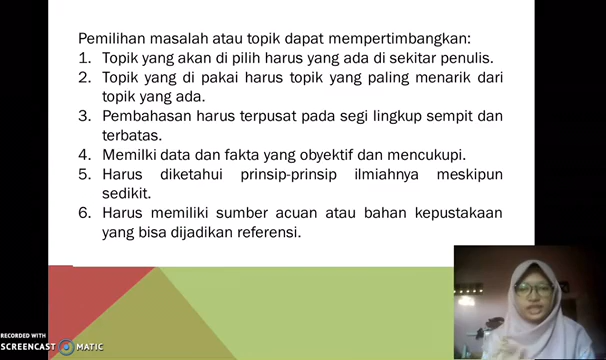 Pemilihan masalah atau topik dapat mempertimbangkan:
1. Topik yang akan di pilih harus yang ada di sekitar penulis.
2. Topik yang di pakai harus topik yang paling menarik dari
topik yang ada.
3. Pembahasan harus terpusat pada segi lingkup sempit dan
terbatas.
4. Memilki data dan fakta yang obyektif dan mencukupi.
5. Harus diketahui prinsip-prinsip ilmiahnya meskipun
sedikit.
6. Harus memiliki sumber acuan atau bahan kepustakaan
yang bisa dijadikan referensi.
RECORDED WITH
SCREENCAST MATIC